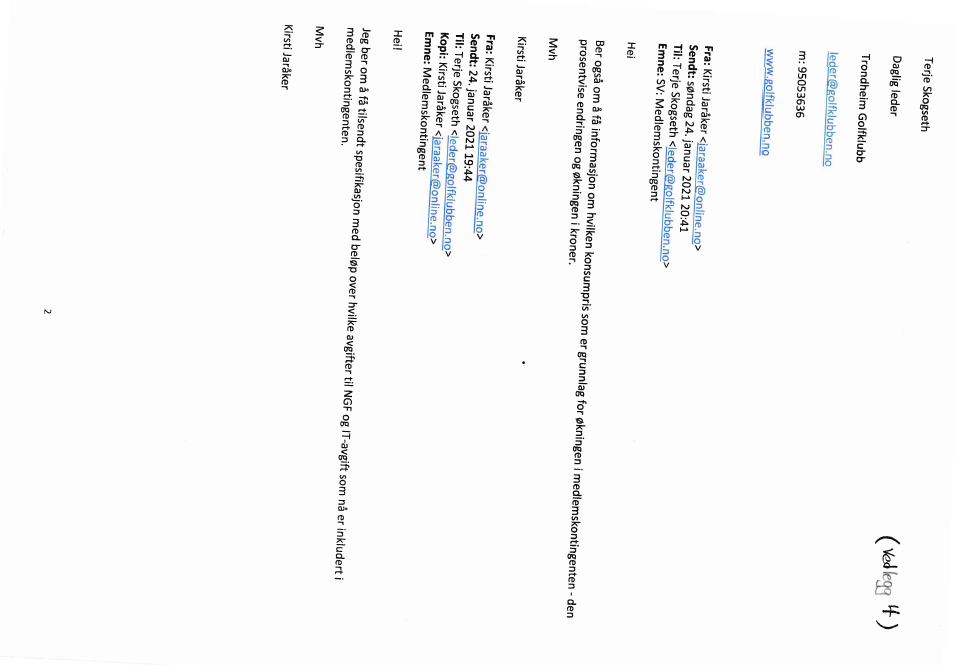 Terje Skogseth
Daglig leder
(Vedlegg 4)
Trondheim Golfklubb
leder@golfklubben.no
m: 95053636
www.golfklubben.no
Fra: Kirsti Jaråker <jaraaker@online.no>
Sendt: søndag 24. januar 2021 20:41
Til: Terje Skogseth <leder@golfklubben.no>
Emne: SV: Medlemskontingent
Hei
Ber også om å få informasjon om hvilken konsumpris som er grunnlag for økningen i medlemskontingenten - den
prosentvise endringen og økningen i kroner.
Mvh
Kirsti Jaråker
Fra: Kirsti Jaråker <jaraaker@online.no>
Sendt: 24. januar 2021 19:44
Til: Terje Skogseth <leder@golfklubben.no>
Kopi: Kirsti Jaråker <jaraaker@online.no>
Emne: Medlemskontingent
Hei!
Jeg ber om å få tilsendt spesifikasjon med beløp over hvilke avgifter til NGF og IT-avgift som nå er inkludert i
medlemskontingenten.
Mvh
Kirsti Jaråker
2